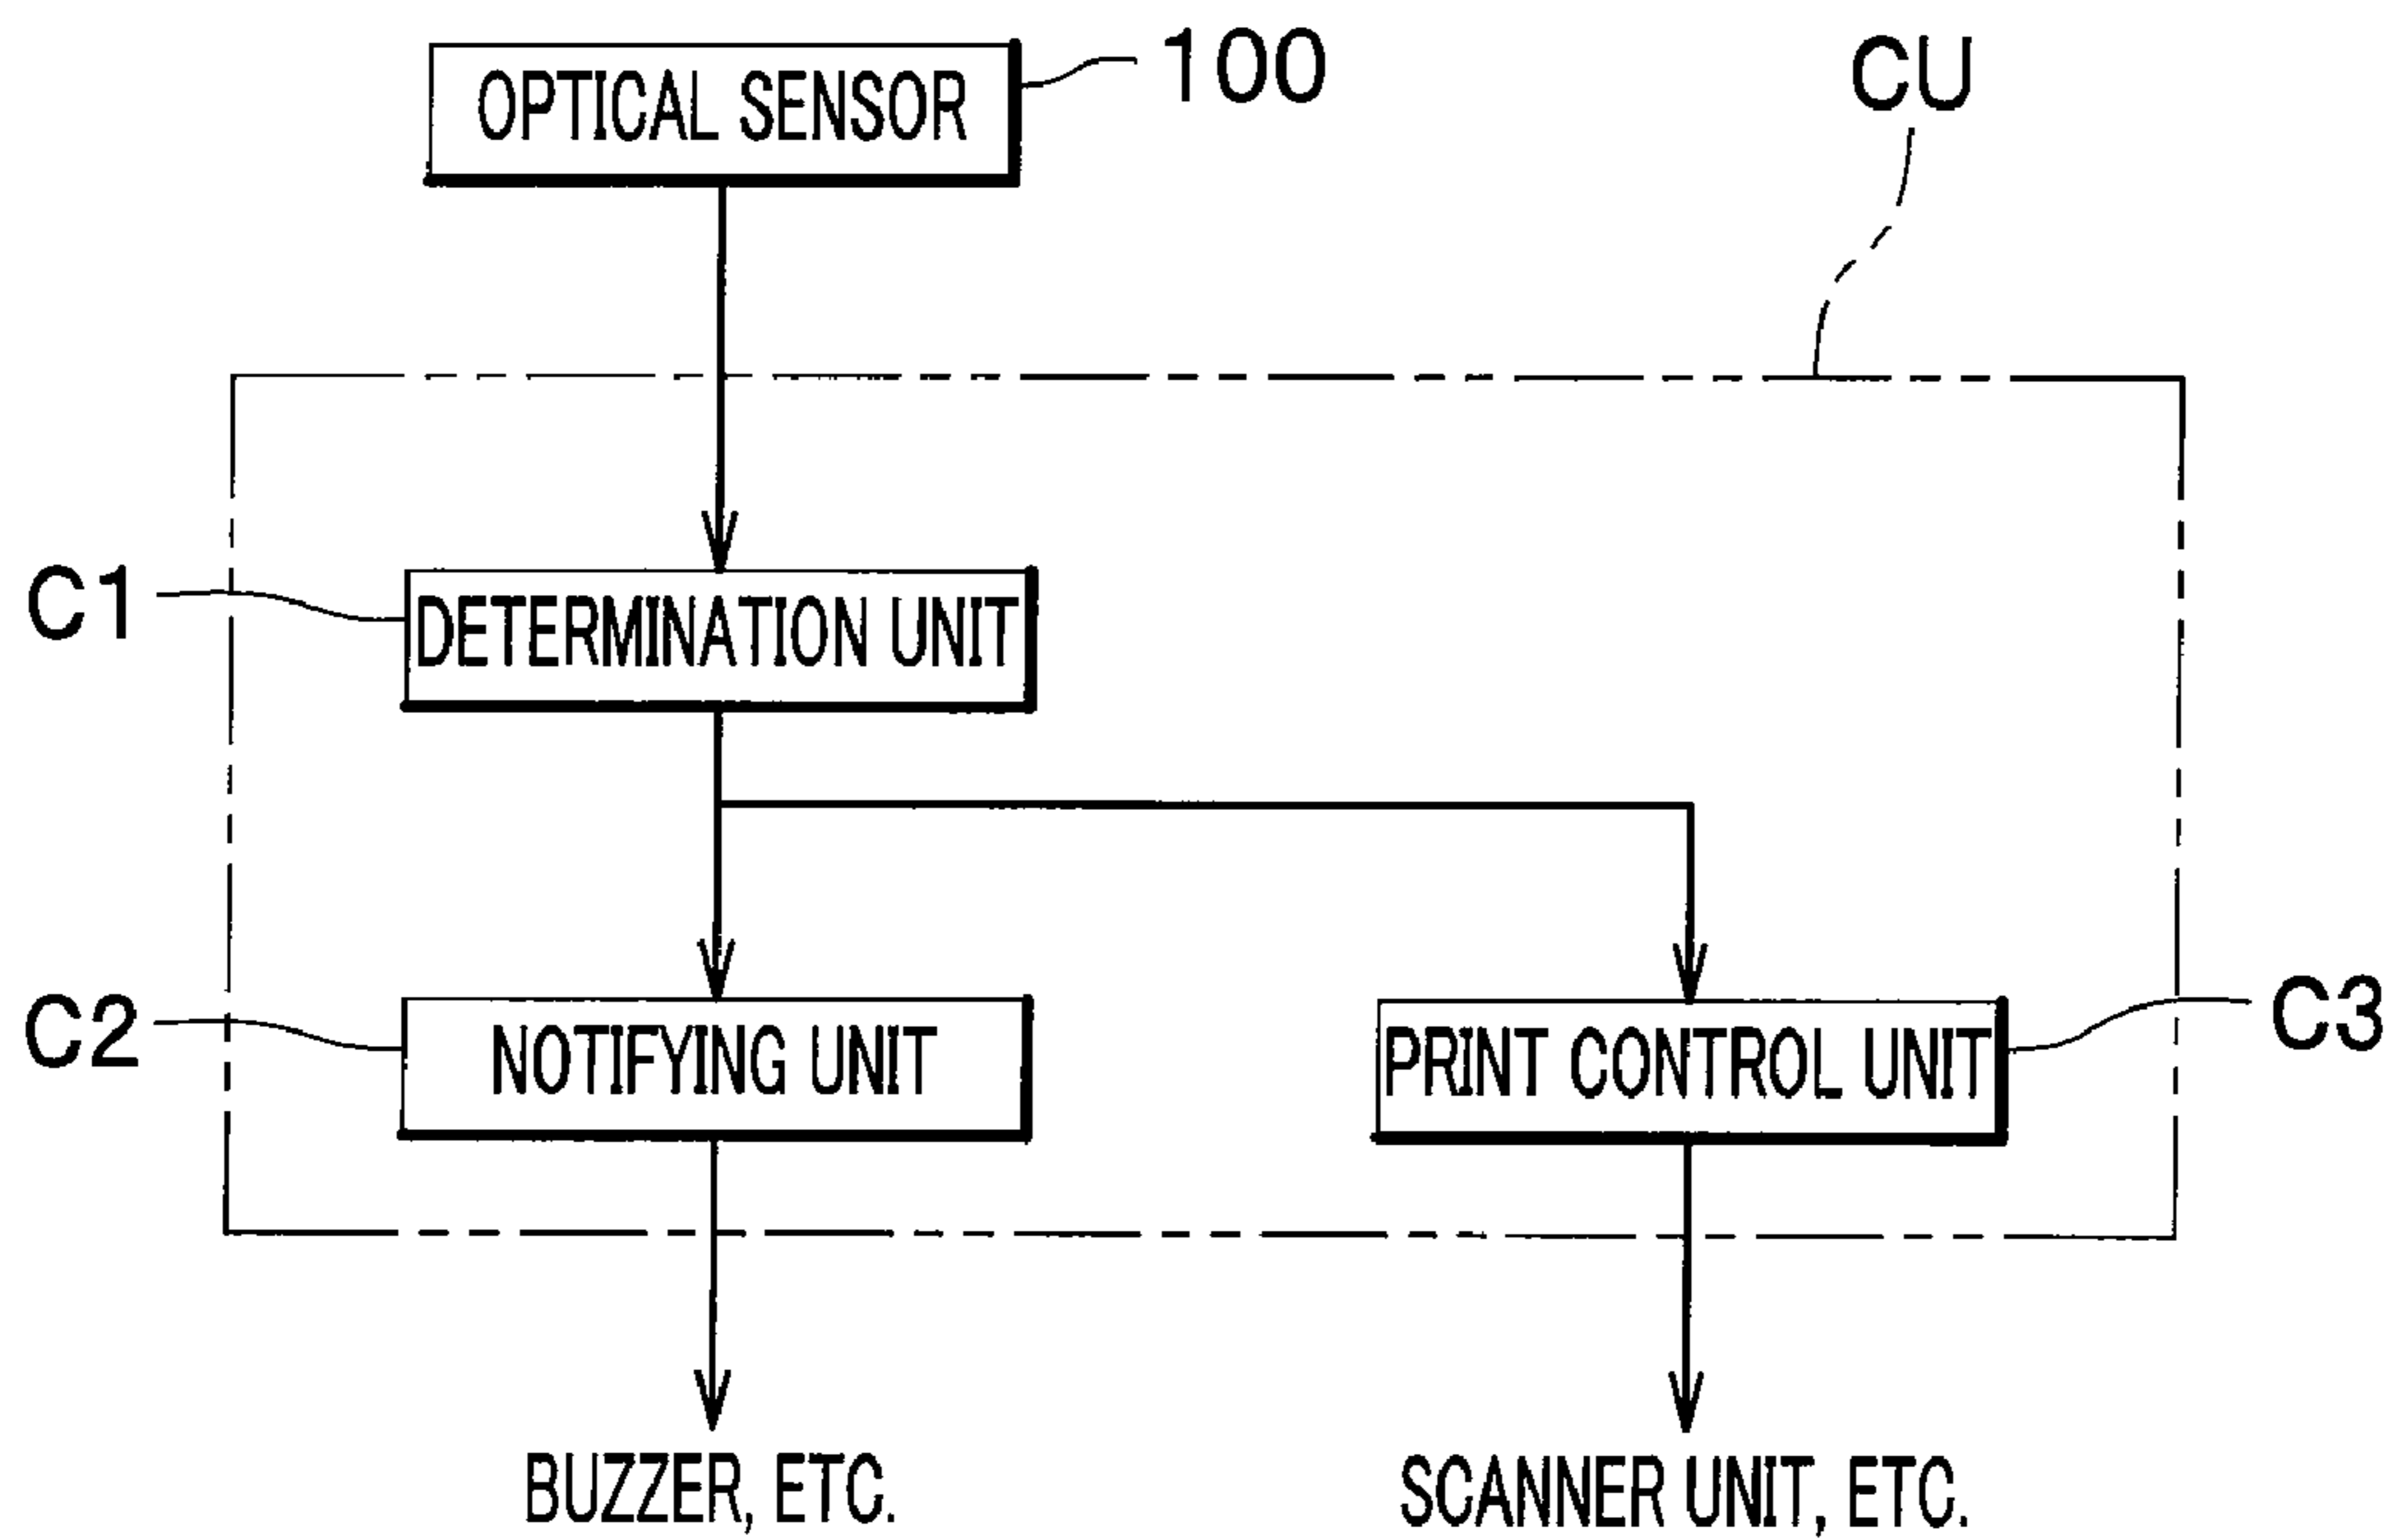 OPTICAL SENSOR
100
CU
C1
DETERMINATION UNIT
C2
NOTIFYING UNIT
PRINT CONTROL UNIT
C3
BUZZER, ETC.
SCANNER UNIT, ETC.